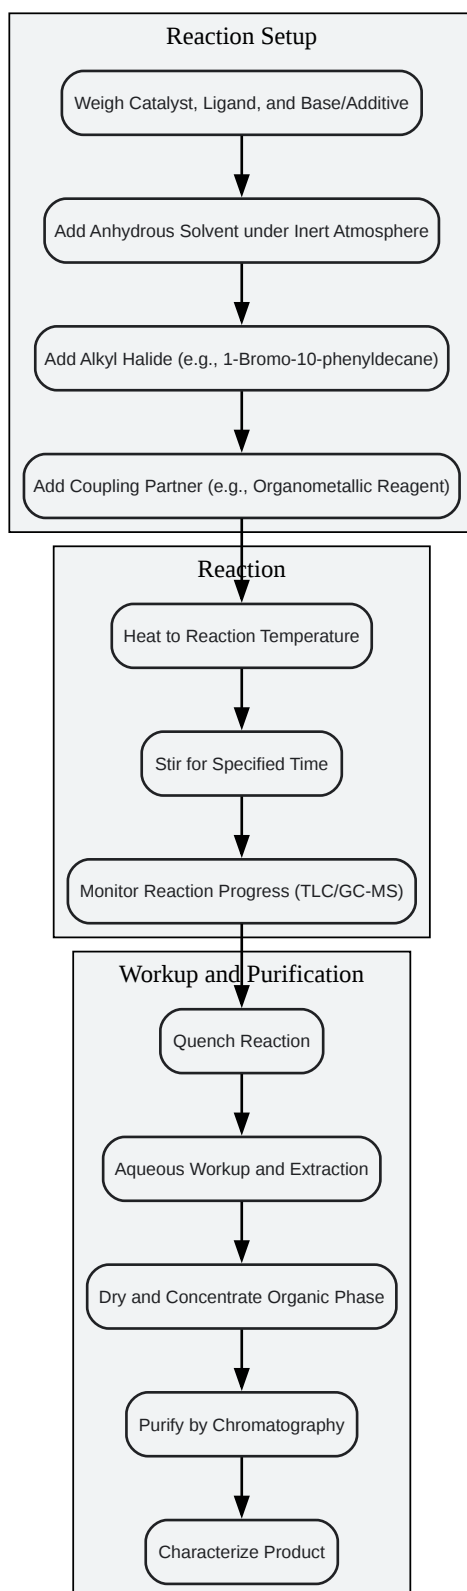 Reaction Setup
Weigh Catalyst, Ligand, and Base/Additive
Add Anhydrous Solvent under Inert Atmosphere
Add Alkyl Halide (e.g., 1-Bromo-10-phenyldecane)
Add Coupling Partner (e.g., Organometallic Reagent)
Reaction
Heat to Reaction Temperature
Stir for Specified Time
Monitor Reaction Progress (TLC/GC-MS)
Workup and Purification
Quench Reaction
Aqueous Workup and Extraction
Dry and Concentrate Organic Phase
Purify by Chromatography
Characterize Product